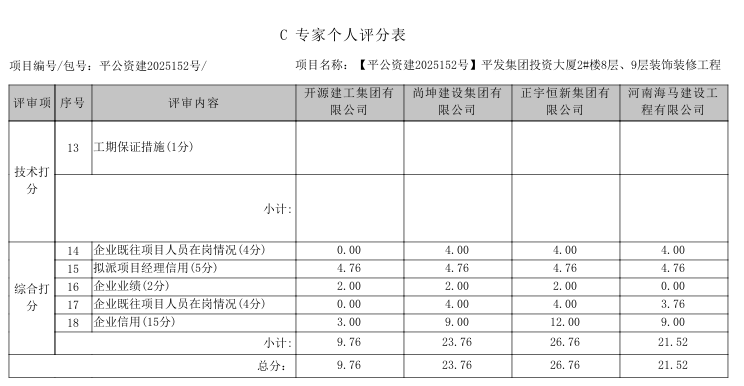 C 专家个人评分表
项目编号/包号: 平公资建2025152号/ 项目名称: 【平公资建2025152号】平发集团投资大厦2#楼8层、9层装饰装修工程
评审项 序号 评审内容 开源建工集团有限公司 尚坤建设集团有限公司 正宇恒新集团有限公司 河南海马建设工程有限公司
技术打分
13 工期保证措施(1分)
小计:
综合打分
14 企业既往项目人员在岗情况(4分) 0.00 4.00 4.00 4.00
15 拟派项目经理信用(5分) 4.76 4.76 4.76 4.76
16 企业业绩(2分) 2.00 2.00 2.00 0.00
17 企业既往项目人员在岗情况(4分) 0.00 4.00 4.00 3.76
18 企业信用(15分) 3.00 9.00 12.00 9.00
小计: 9.76 23.76 26.76 21.52
总分: 9.76 23.76 26.76 21.52